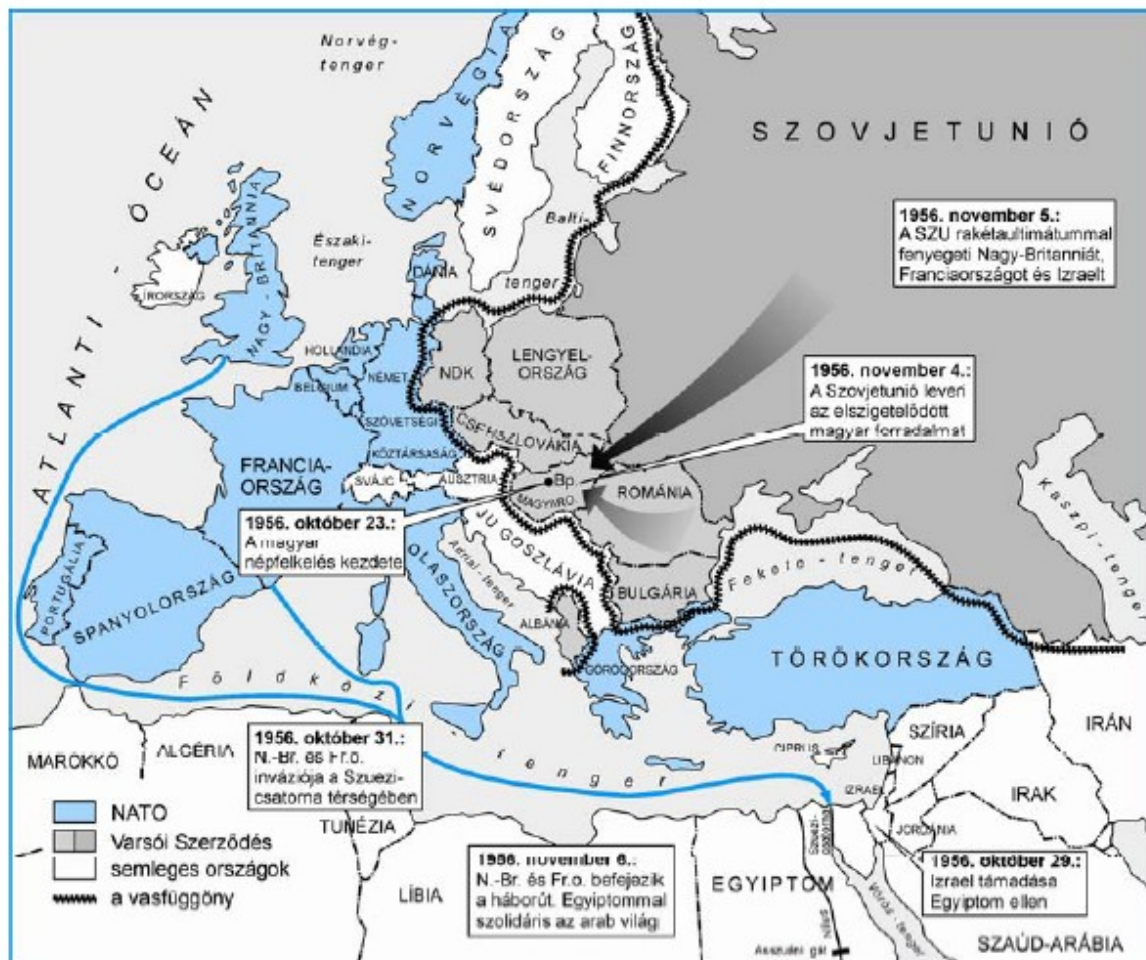 Norvég-
tenger
NORVÉGIA
SVÉDORSZÁG
FINNORSZÁG
SZOVJETUNIÓ
ATLANTI - ÓCEÁN
1956. november 5.:
A SZU rakétaultimátummal
fenyegeti Nagy-Britanniát,
Franciaországot és Izraelt
Északi-
tenger
Balti-
tenger
DÁNIA
ÍRORSZÁG
NAGY - BRITANNIA
HOLLANDIA
BELGIUM
NÉMET
SZÖVETSÉGI
KÖZTÁRSASÁG
NDK
LENGYEL-
ORSZÁG
1956. november 4.:
A Szovjetunió leveri
az elszigetelődött
magyar forradalmat
CSEHSZLOVÁKIA
FRANCIA-
ORSZÁG
SVÁJC
AUSZTRIA
Bp.
MAGYARO.
ROMÁNIA
1956. október 23.:
A magyar
népfelkelés kezdete
JUGOSZLÁVIA
OLASZORSZÁG
Adriai-tenger
BULGÁRIA
Fekete-tenger
Kaszpi-tenger
PORTUGÁLIA
SPANYOLORSZÁG
ALBÁNIA
GÖRÖGORSZÁG
TÖRÖKORSZÁG
Földközi - tenger
MAROKKÓ
ALGÉRIA
1956. október 31.:
N.-Br. és Fr.o.
inváziója a Szuezi-
csatorna térségében
TUNÉZIA
CIPRUS
SZÍRIA
LIBANON
IZRAEL
IRÁN
IRAK
JORDÁNIA
NATO
Varsói Szerződés
semleges országok
a vasfüggöny
LÍBIA
1956. november 6.:
N.-Br. és Fr.o. befejezik
a háborút. Egyiptommal
szolidáris az arab világ
EGYIPTOM
Szuezi-
csatorna
Nílus
Asszuáni gát
Vörös-tenger
1956. október 29.:
Izrael támadása
Egyiptom ellen
SZAÚD-ARÁBIA